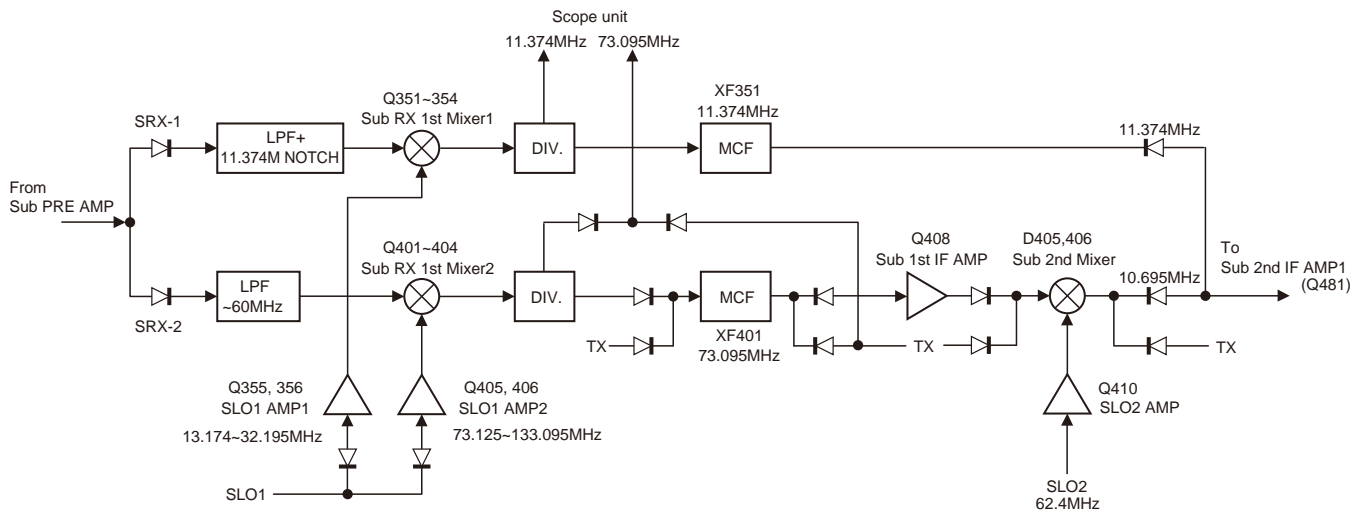 Scope unit
11.374MHz
73.095MHz
Q351~354
Sub RX 1st Mixer1
XF351
11.374MHz
SRX-1
LPF+
11.374M NOTCH
DIV.
MCF
11.374MHz
From
Sub PRE AMP
Q401~404
Sub RX 1st Mixer2
Q408
Sub 1st IF AMP
D405,406
Sub 2nd Mixer
To
Sub 2nd IF AMP1
(Q481)
10.695MHz
LPF
~60MHz
DIV.
MCF
SRX-2
TX
XF401
73.095MHz
TX
TX
Q355, 356
SLO1 AMP1
13.174~32.195MHz
Q405, 406
SLO1 AMP2
73.125~133.095MHz
Q410
SLO2 AMP
SLO1
SLO2
62.4MHz